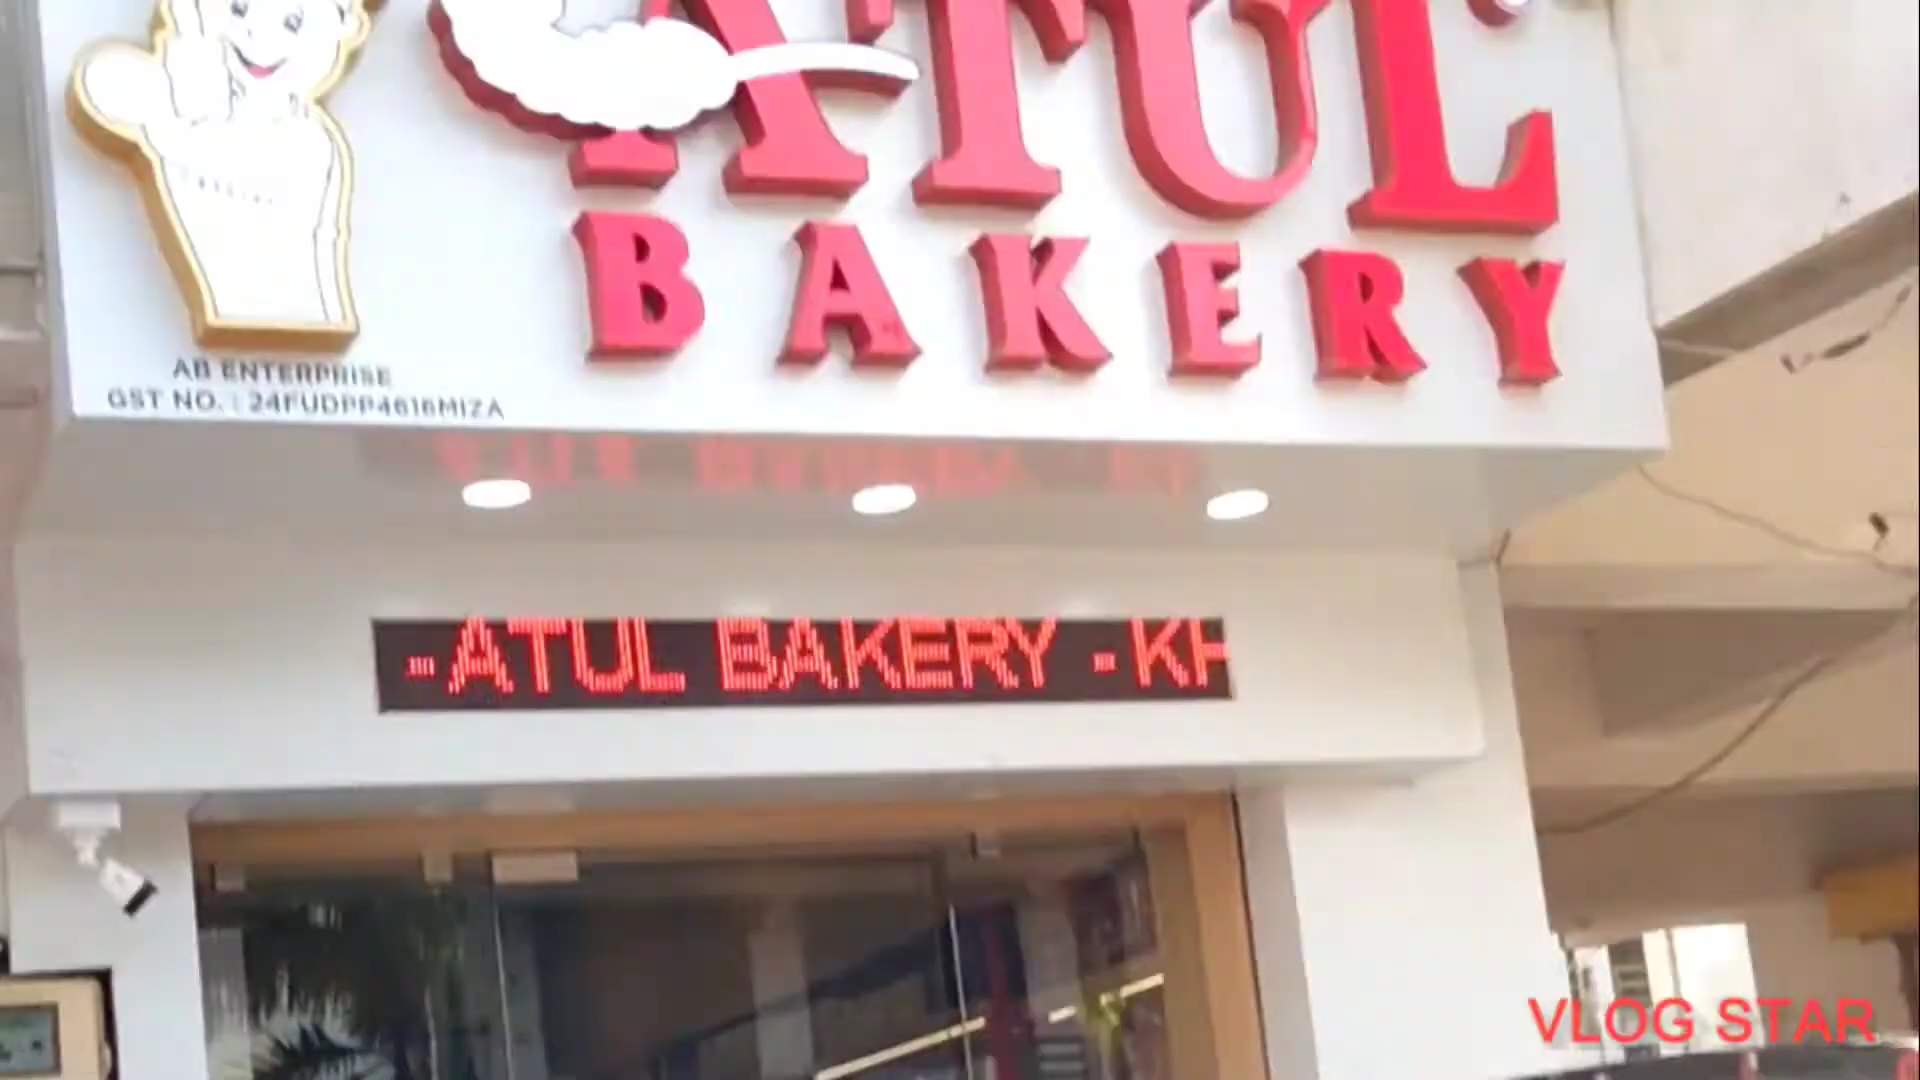 ATUL
BAKERY
AB ENTERPRISE
GST NO. : 24FUDPP4616M1ZA
-ATUL BAKERY - KH
VLOG STAR